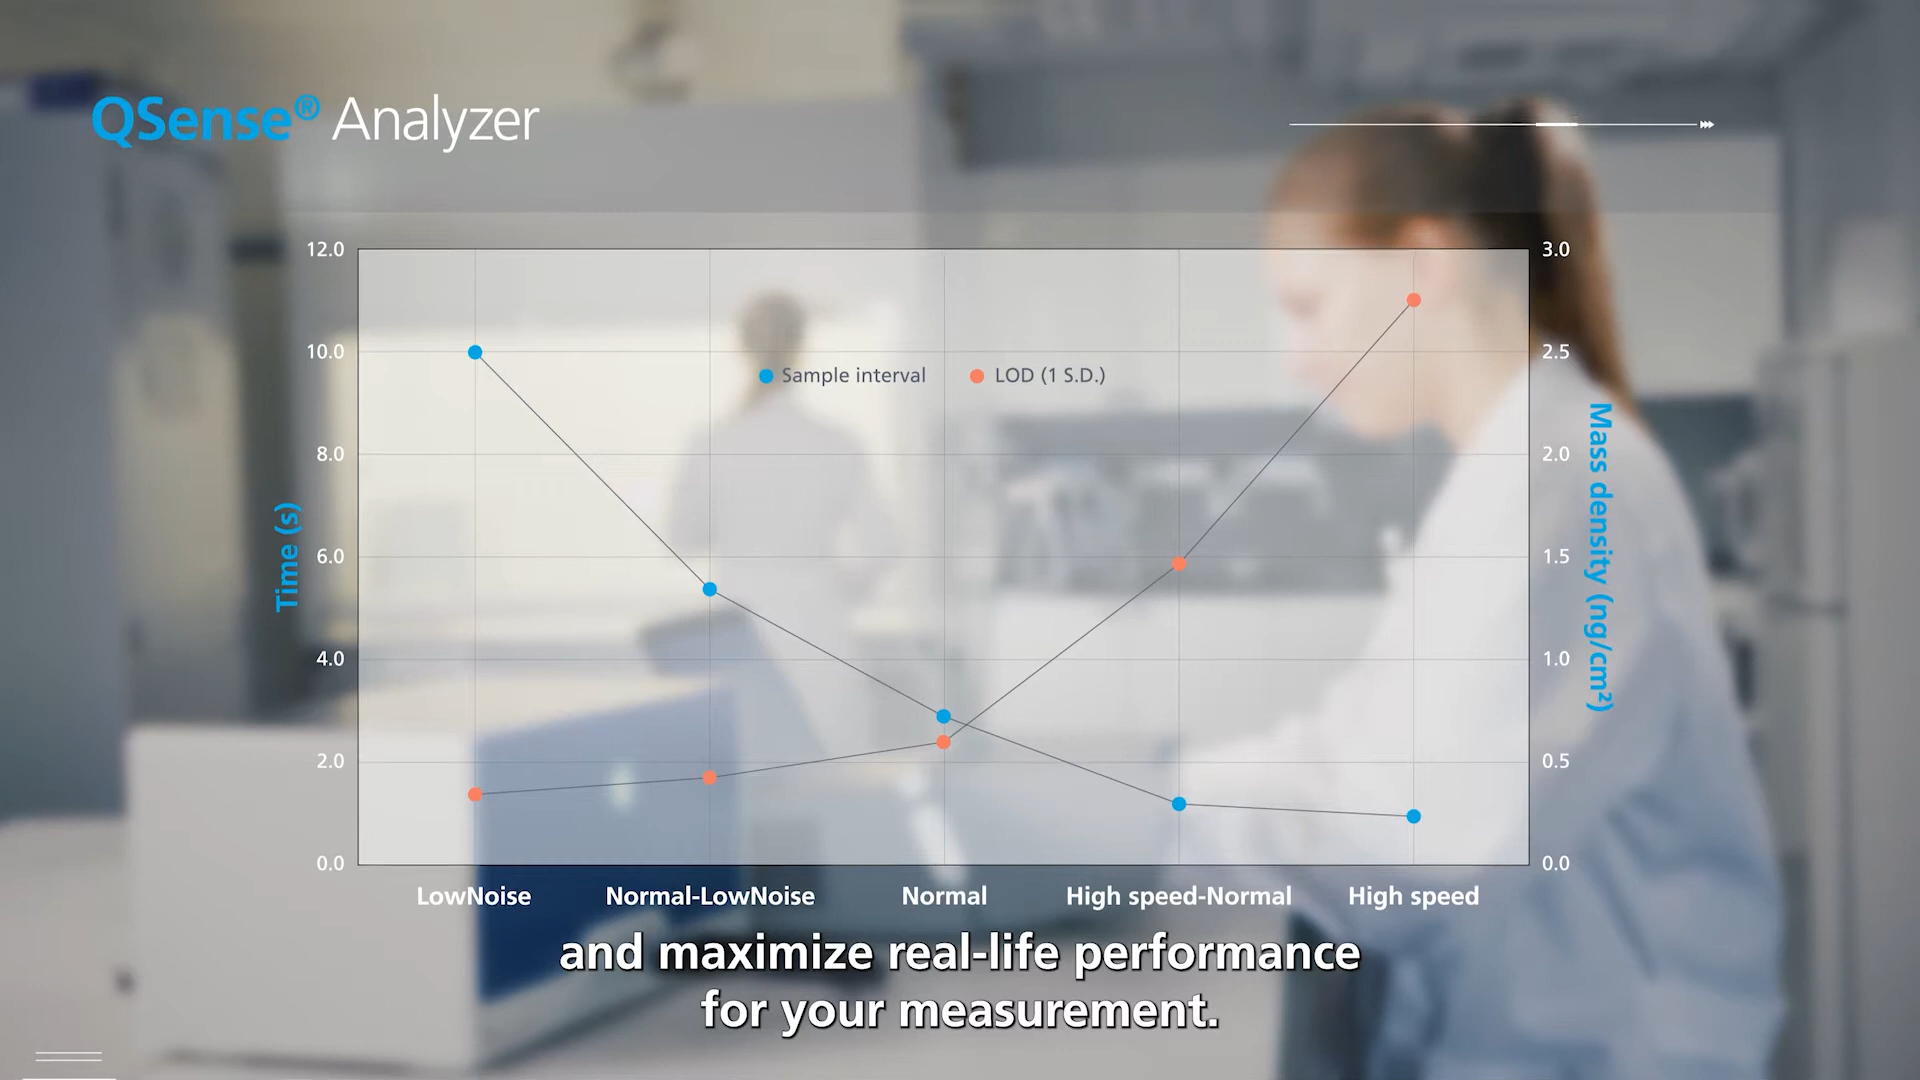 QSense® Analyzer
12.0
10.0
8.0
6.0
4.0
2.0
0.0
Time (s)
Sample interval
LOD (1 S.D.)
3.0
2.5
2.0
1.5
1.0
0.5
0.0
Mass density (ng/cm²)
LowNoise
Normal-LowNoise
Normal
High speed-Normal
High speed
and maximize real-life performance
for your measurement.